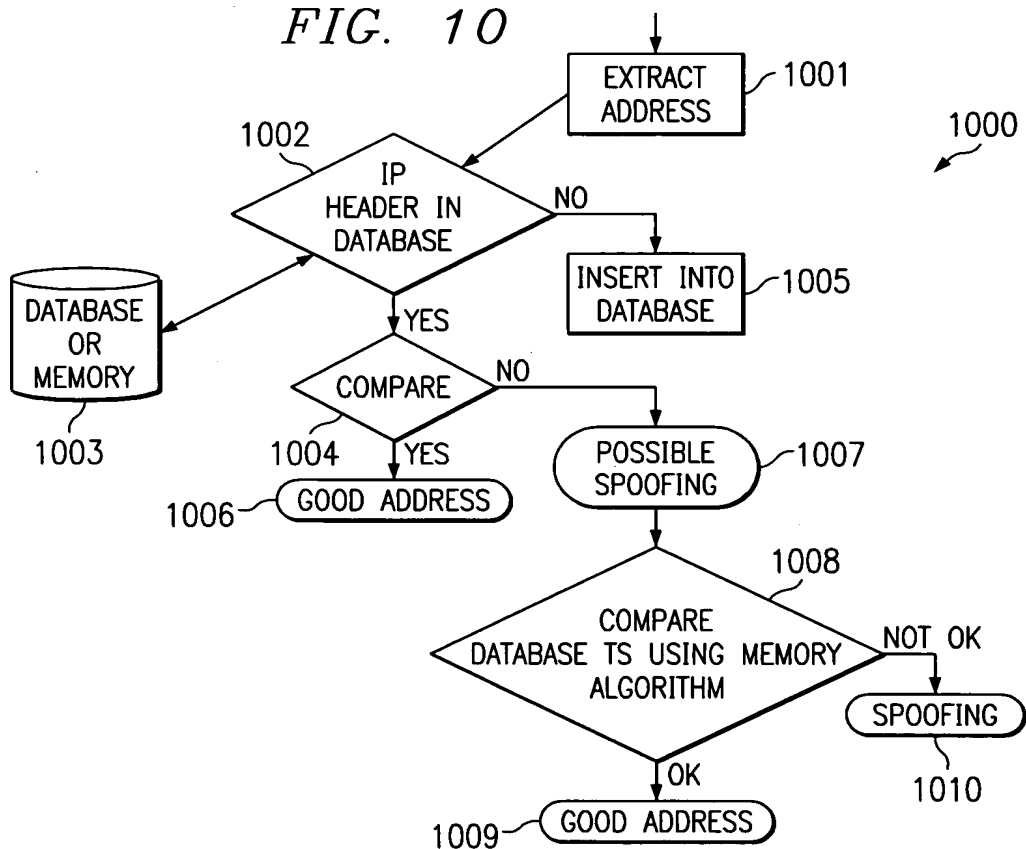 FIG. 10
EXTRACT
ADDRESS
1001
1000
1002
IP
HEADER IN
DATABASE
NO
INSERT INTO
DATABASE
1005
DATABASE
OR
MEMORY
1003
YES
COMPARE
1004
NO
YES
GOOD ADDRESS
1006
POSSIBLE
SPOOFING
1007
1008
COMPARE
DATABASE TS USING MEMORY
ALGORITHM
NOT OK
SPOOFING
1010
OK
GOOD ADDRESS
1009